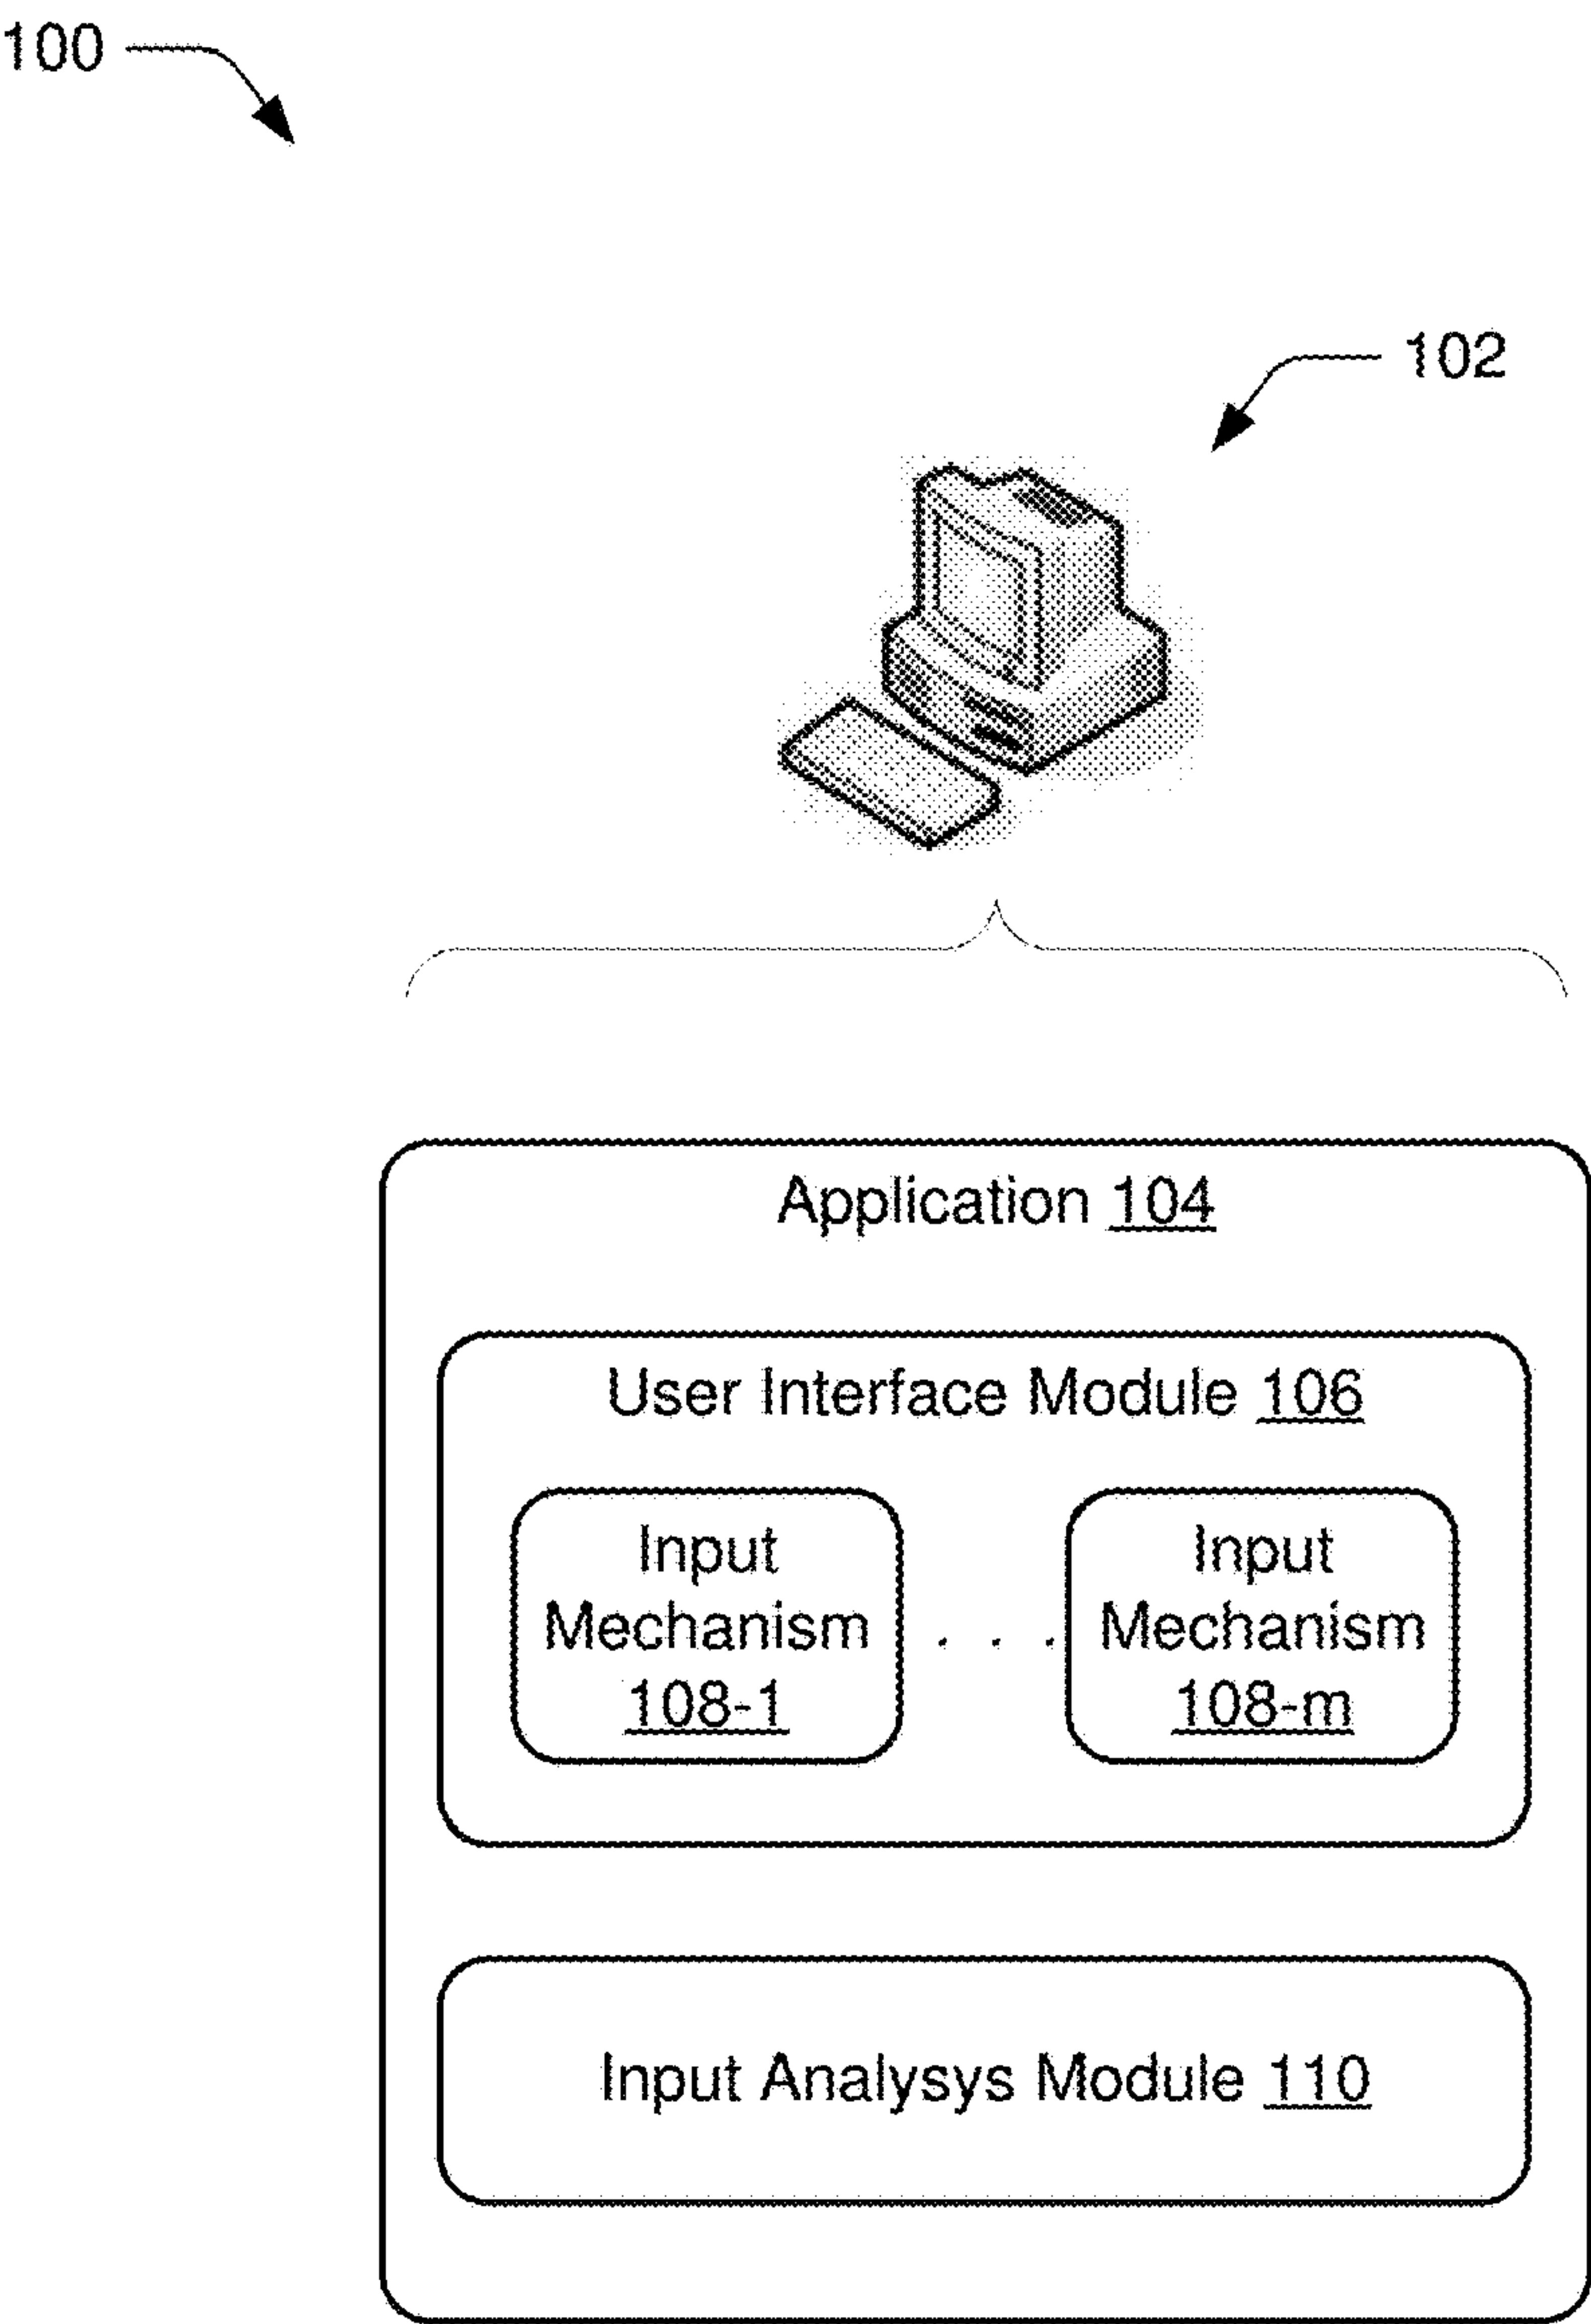 100
102
Application 104
User Interface Module 106
Input
Mechanism
108-1
. . .
Input
Mechanism
108-m
Input Analysys Module 110